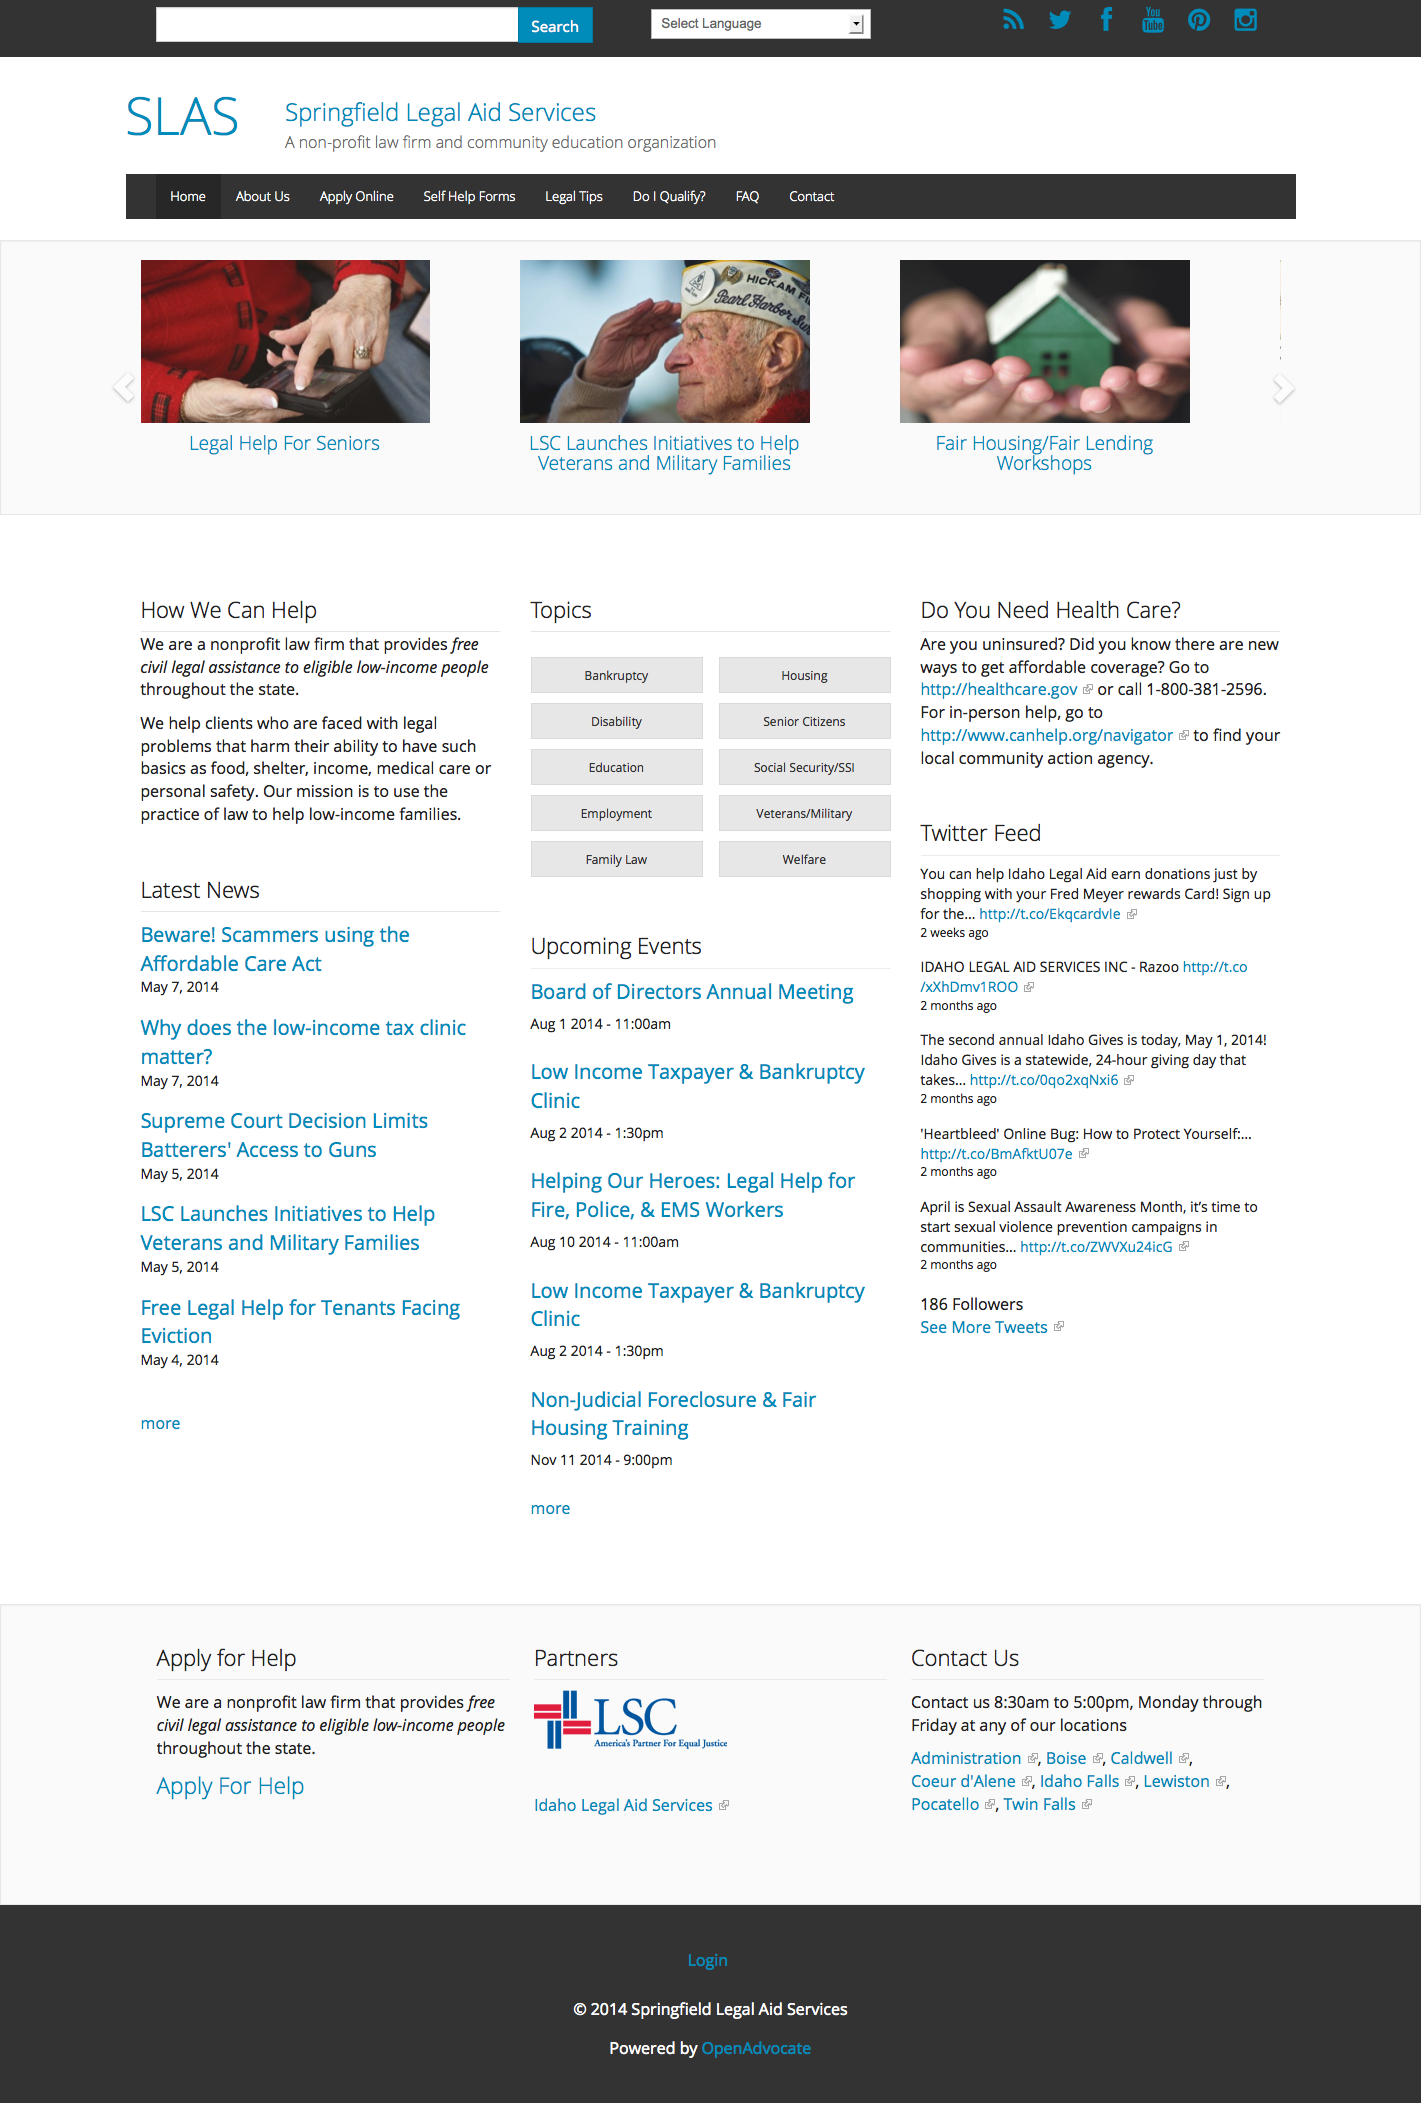 Search
Select Language
You
Tube
SLAS
Springfield Legal Aid Services
A non-profit law firm and community education organization
Home
About Us
Apply Online
Self Help Forms
Legal Tips
Do I Qualify?
FAQ
Contact
HICKAM
Pearl Harbor
Legal Help For Seniors
LSC Launches Initiatives to Help
Veterans and Military Families
Fair Housing/Fair Lending
Workshops
How We Can Help
We are a nonprofit law firm that provides free
civil legal assistance to eligible low-income people
throughout the state.
We help clients who are faced with legal
problems that harm their ability to have such
basics as food, shelter, income, medical care or
personal safety. Our mission is to use the
practice of law to help low-income families.
Latest News
Beware! Scammers using the
Affordable Care Act
May 7, 2014
Why does the low-income tax clinic
matter?
May 7, 2014
Supreme Court Decision Limits
Batterers' Access to Guns
May 5, 2014
LSC Launches Initiatives to Help
Veterans and Military Families
May 5, 2014
Free Legal Help for Tenants Facing
Eviction
May 4, 2014
more
Topics
Bankruptcy
Housing
Disability
Senior Citizens
Education
Social Security/SSI
Employment
Veterans/Military
Family Law
Welfare
Upcoming Events
Board of Directors Annual Meeting
Aug 1 2014 - 11:00am
Low Income Taxpayer & Bankruptcy
Clinic
Aug 2 2014 - 1:30pm
Helping Our Heroes: Legal Help for
Fire, Police, & EMS Workers
Aug 10 2014 - 11:00am
Low Income Taxpayer & Bankruptcy
Clinic
Aug 2 2014 - 1:30pm
Non-Judicial Foreclosure & Fair
Housing Training
Nov 11 2014 - 9:00pm
more
Do You Need Health Care?
Are you uninsured? Did you know there are new
ways to get affordable coverage? Go to
http://healthcare.gov or call 1-800-381-2596.
For in-person help, go to
http://www.canhelp.org/navigator to find your
local community action agency.
Twitter Feed
You can help Idaho Legal Aid earn donations just by
shopping with your Fred Meyer rewards Card! Sign up
for the... http://t.co/EkqcardvIe
2 weeks ago
IDAHO LEGAL AID SERVICES INC - Razoo http://t.co
/xXhDmv1ROO
2 months ago
The second annual Idaho Gives is today, May 1, 2014!
Idaho Gives is a statewide, 24-hour giving day that
takes... http://t.co/0qo2xqNxi6
2 months ago
'Heartbleed' Online Bug: How to Protect Yourself:...
http://t.co/BmAfktU07e
2 months ago
April is Sexual Assault Awareness Month, it's time to
start sexual violence prevention campaigns in
communities... http://t.co/ZWVXu24icG
2 months ago
186 Followers
See More Tweets
Apply for Help
We are a nonprofit law firm that provides free
civil legal assistance to eligible low-income people
throughout the state.
Apply For Help
Partners
LSC
America's Partner For Equal Justice
Idaho Legal Aid Services
Contact Us
Contact us 8:30am to 5:00pm, Monday through
Friday at any of our locations
Administration , Boise , Caldwell ,
Coeur d'Alene , Idaho Falls , Lewiston ,
Pocatello , Twin Falls
Login
© 2014 Springfield Legal Aid Services
Powered by OpenAdvocate